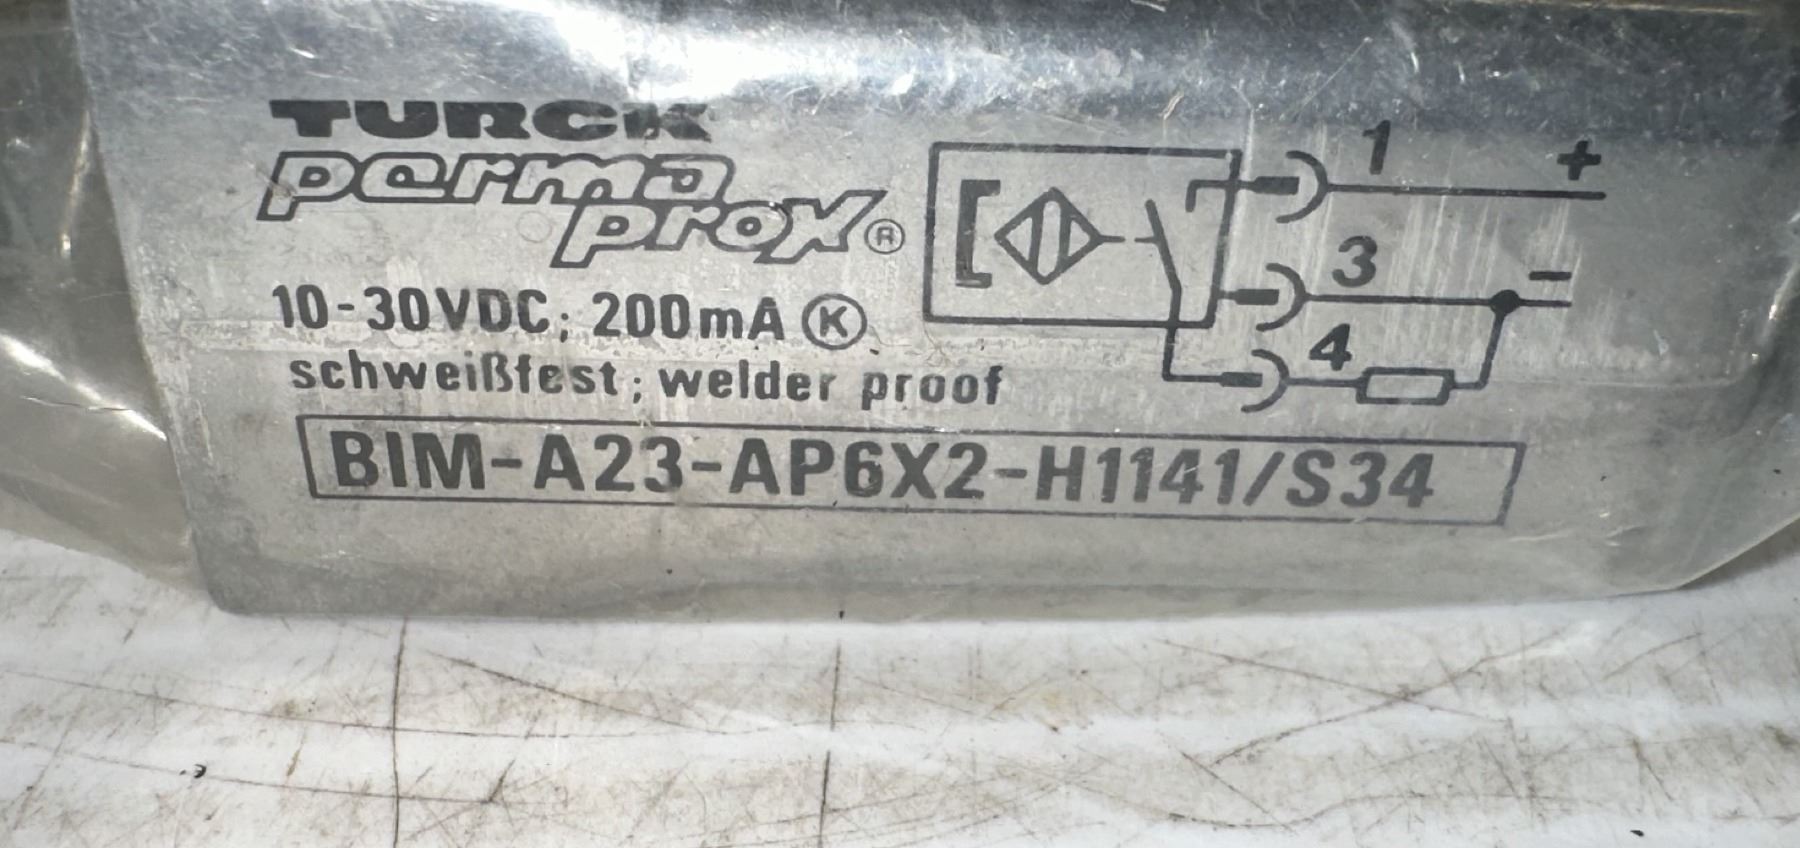 TURCK
perma
prox®
10-30VDC; 200mA Ⓚ
schweißfest; welder proof
BIM-A23-AP6X2-H1141/S34
1 +
3 -
4